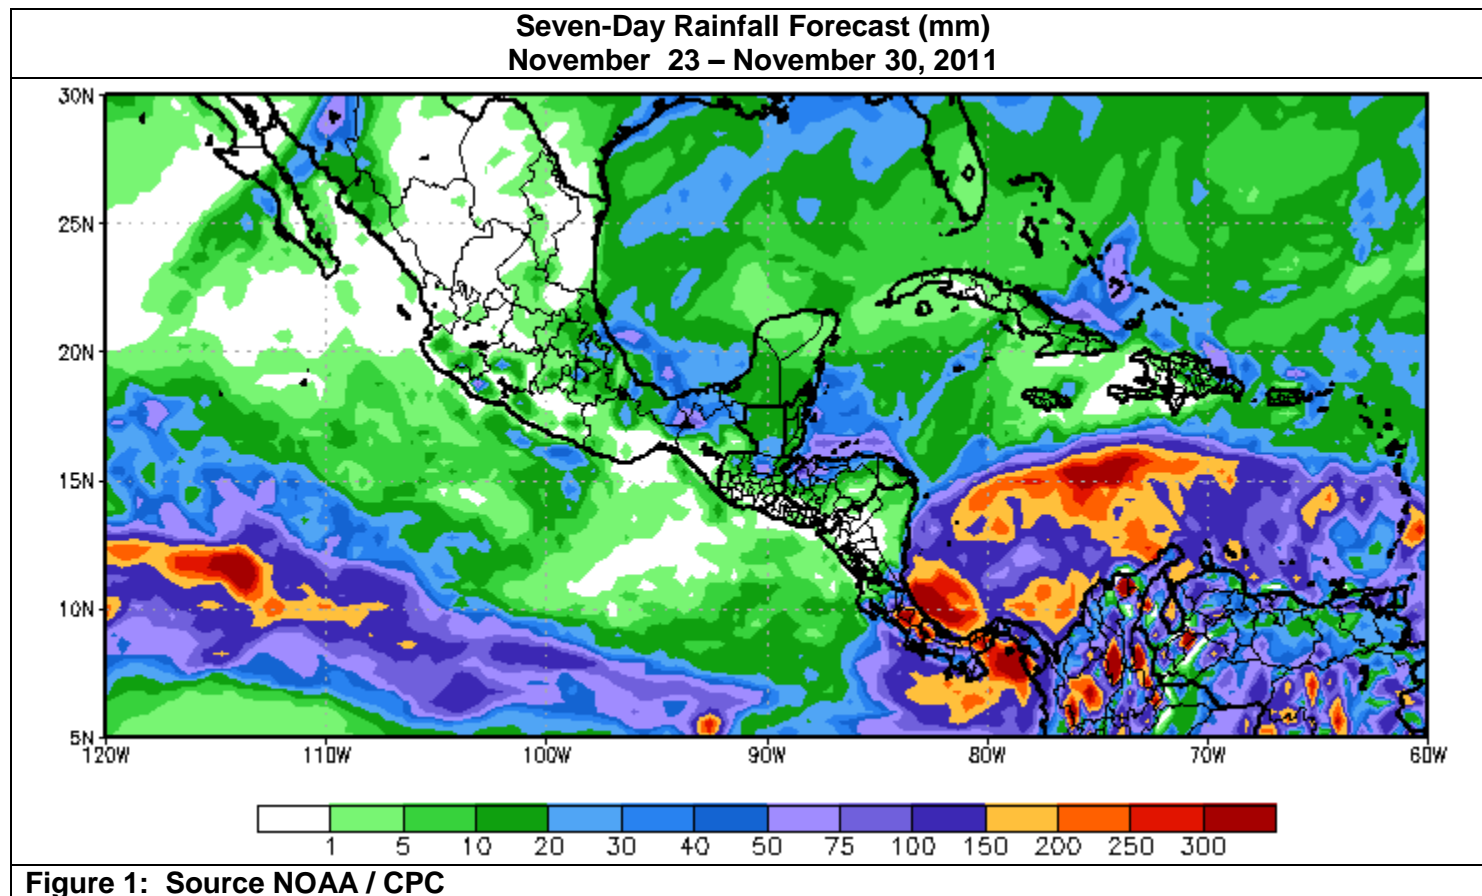 Seven-Day Rainfall Forecast (mm)
November 23 – November 30, 2011
30N
25N
20N
15N
10N
5N
120W 110W 100W 90W 80W 70W 60W
1 5 10 20 30 40 50 75 100 150 200 250 300
Figure 1: Source NOAA / CPC